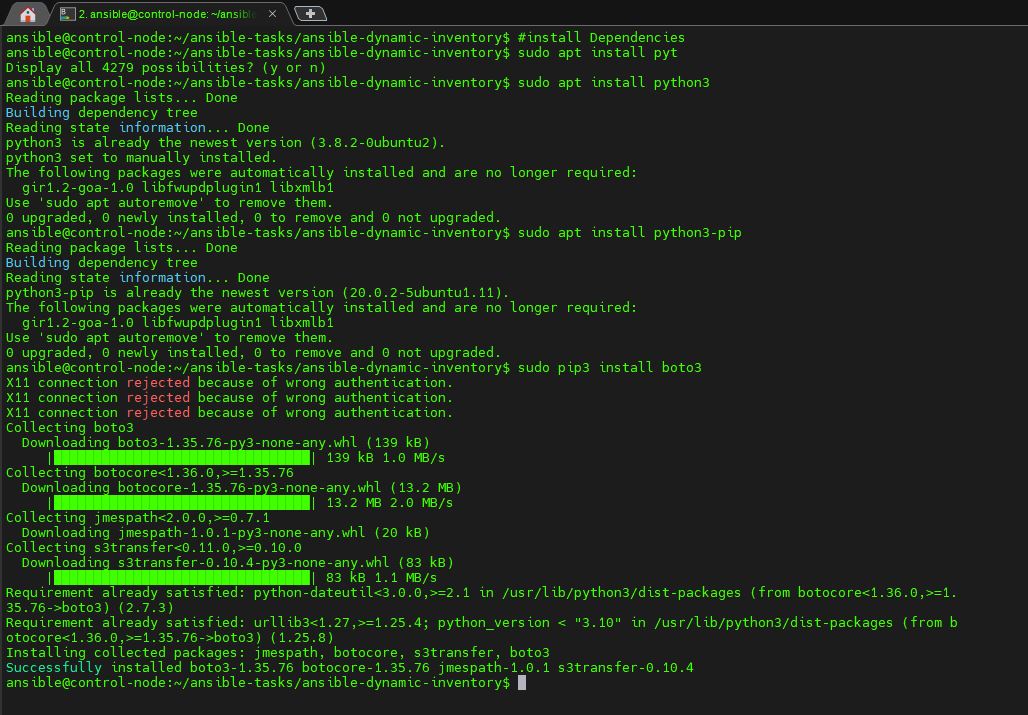 2. ansible@control-node: ~/ansible
ansible@control-node:~/ansible-tasks/ansible-dynamic-inventory$ #install Dependencies
ansible@control-node:~/ansible-tasks/ansible-dynamic-inventory$ sudo apt install pyt
Display all 4279 possibilities? (y or n)
ansible@control-node:~/ansible-tasks/ansible-dynamic-inventory$ sudo apt install python3
Reading package lists... Done
Building dependency tree
Reading state information... Done
python3 is already the newest version (3.8.2-0ubuntu2).
python3 set to manually installed.
The following packages were automatically installed and are no longer required:
  gir1.2-goa-1.0 libfwupdplugin1 libxmlb1
Use 'sudo apt autoremove' to remove them.
0 upgraded, 0 newly installed, 0 to remove and 0 not upgraded.
ansible@control-node:~/ansible-tasks/ansible-dynamic-inventory$ sudo apt install python3-pip
Reading package lists... Done
Building dependency tree
Reading state information... Done
python3-pip is already the newest version (20.0.2-5ubuntu1.11).
The following packages were automatically installed and are no longer required:
  gir1.2-goa-1.0 libfwupdplugin1 libxmlb1
Use 'sudo apt autoremove' to remove them.
0 upgraded, 0 newly installed, 0 to remove and 0 not upgraded.
ansible@control-node:~/ansible-tasks/ansible-dynamic-inventory$ sudo pip3 install boto3
X11 connection rejected because of wrong authentication.
X11 connection rejected because of wrong authentication.
X11 connection rejected because of wrong authentication.
Collecting boto3
  Downloading boto3-1.35.76-py3-none-any.whl (139 kB)
     |████████████████████████████████| 139 kB 1.0 MB/s
Collecting botocore<1.36.0,>=1.35.76
  Downloading botocore-1.35.76-py3-none-any.whl (13.2 MB)
     |████████████████████████████████| 13.2 MB 2.0 MB/s
Collecting jmespath<2.0.0,>=0.7.1
  Downloading jmespath-1.0.1-py3-none-any.whl (20 kB)
Collecting s3transfer<0.11.0,>=0.10.0
  Downloading s3transfer-0.10.4-py3-none-any.whl (83 kB)
     |████████████████████████████████| 83 kB 1.1 MB/s
Requirement already satisfied: python-dateutil<3.0.0,>=2.1 in /usr/lib/python3/dist-packages (from botocore<1.36.0,>=1.
35.76->boto3) (2.7.3)
Requirement already satisfied: urllib3<1.27,>=1.25.4; python_version < "3.10" in /usr/lib/python3/dist-packages (from b
otocore<1.36.0,>=1.35.76->boto3) (1.25.8)
Installing collected packages: jmespath, botocore, s3transfer, boto3
Successfully installed boto3-1.35.76 botocore-1.35.76 jmespath-1.0.1 s3transfer-0.10.4
ansible@control-node:~/ansible-tasks/ansible-dynamic-inventory$